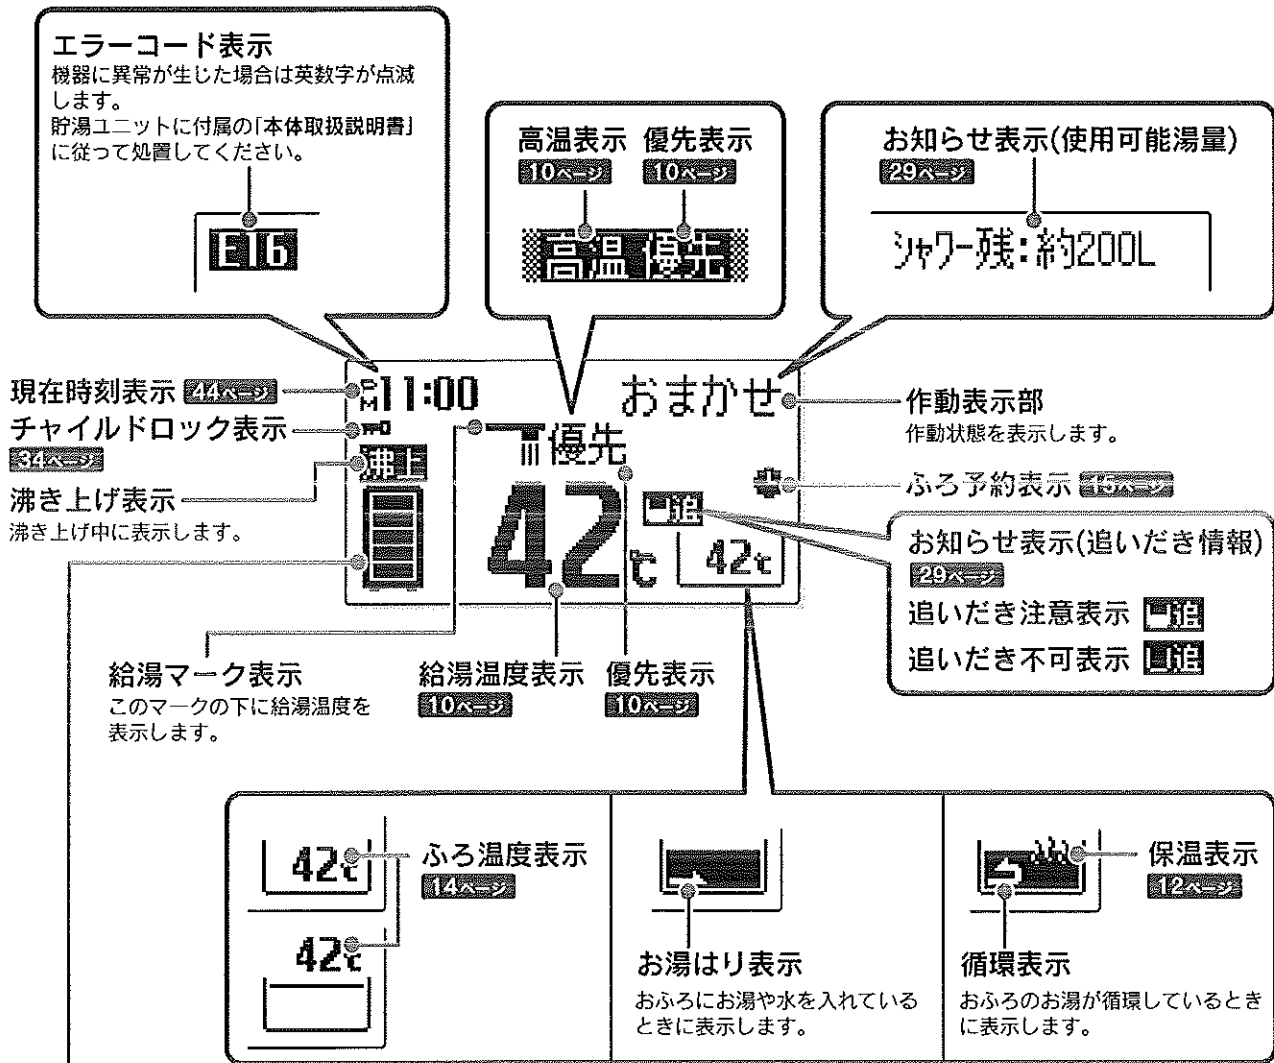 エラーコード表示
機器に異常が生じた場合は英数字が点滅
します。
貯湯ユニットに付属の「本体取扱説明書」
に従って処置してください。
E16
高温表示 優先表示
10ページ 10ページ
高温 優先
お知らせ表示(使用可能湯量)
29ページ
シャワー残:約200L
現在時刻表示 44ページ
チャイルドロック表示
34ページ
沸き上げ表示
沸き上げ中に表示します。
PM 11:00
おまかせ
沸上
優先
42℃
追
42℃
作動表示部
作動状態を表示します。
ふろ予約表示 15ページ
お知らせ表示(追いだき情報)
29ページ
追いだき注意表示 追
追いだき不可表示 追
給湯マーク表示
このマークの下に給湯温度を
表示します。
給湯温度表示
10ページ
優先表示
10ページ
42℃
ふろ温度表示
14ページ
42℃
お湯はり表示
おふろにお湯や水を入れている
ときに表示します。
保温表示
12ページ
循環表示
おふろのお湯が循環しているとき
に表示します。